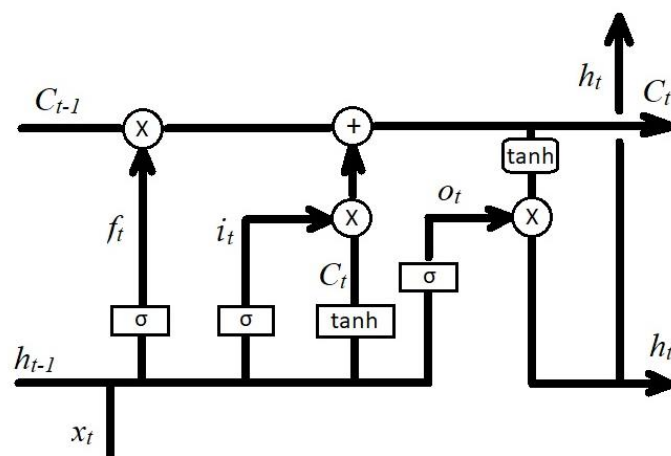 h_t
C_{t-1} C_t
X +
tanh
f_t i_t X o_t X
C_t
σ
σ σ tanh
h_{t-1} h_t
x_t